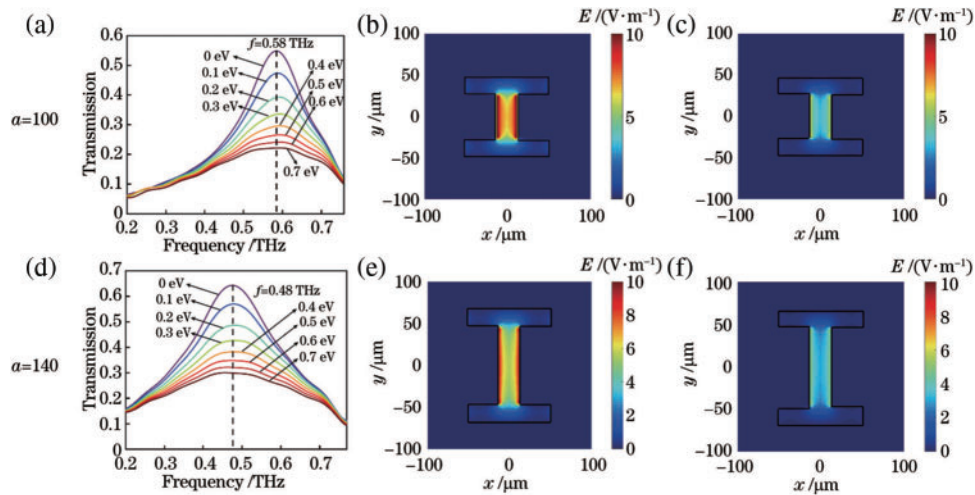 (a)
(b)
(c)
a=100
Transmisssion
0.6
0.5
0.4
0.3
0.2
0.1
0
f=0.58 THz
0 eV
0.1 eV
0.2 eV
0.3 eV
0.4 eV
0.5 eV
0.6 eV
0.7 eV
0.2 0.3 0.4 0.5 0.6 0.7
Frequency /THz
E /(V·m⁻¹)
y /μm
100
50
0
−50
−100
−100 0 100
x /μm
10
5
0
E /(V·m⁻¹)
y /μm
100
50
0
−50
−100
−100 0 100
x /μm
10
5
0
(d)
(e)
(f)
a=140
Transmission
0.7
0.6
0.5
0.4
0.3
0.2
0.1
0
f=0.48 THz
0 eV
0.1 eV
0.2 eV
0.3 eV
0.4 eV
0.5 eV
0.6 eV
0.7 eV
0.2 0.3 0.4 0.5 0.6 0.7
Frequency /THz
E /(V·m⁻¹)
y /μm
100
50
0
−50
−100
−100 0 100
x /μm
10
8
6
4
2
0
E /(V·m⁻¹)
y /μm
100
50
0
−50
−100
−100 0 100
x /μm
10
8
6
4
2
0